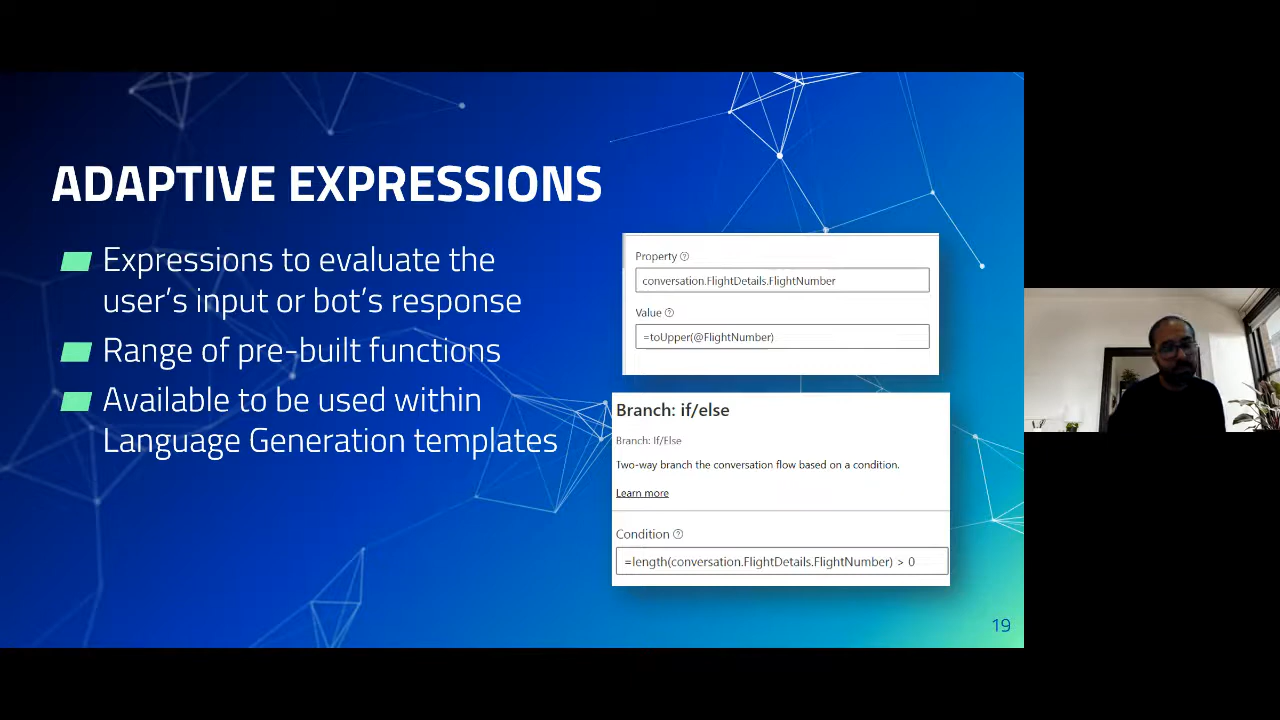 ADAPTIVE EXPRESSIONS
Expressions to evaluate the
user's input or bot's response
Range of pre-built functions
Available to be used within
Language Generation templates
Property
conversation.FlightDetails.FlightNumber
Value
=toUpper(@FlightNumber)
Branch: if/else
Branch: If/Else
Two-way branch the conversation flow based on a condition.
Learn more
Condition
=length(conversation.FlightDetails.FlightNumber) > 0
19